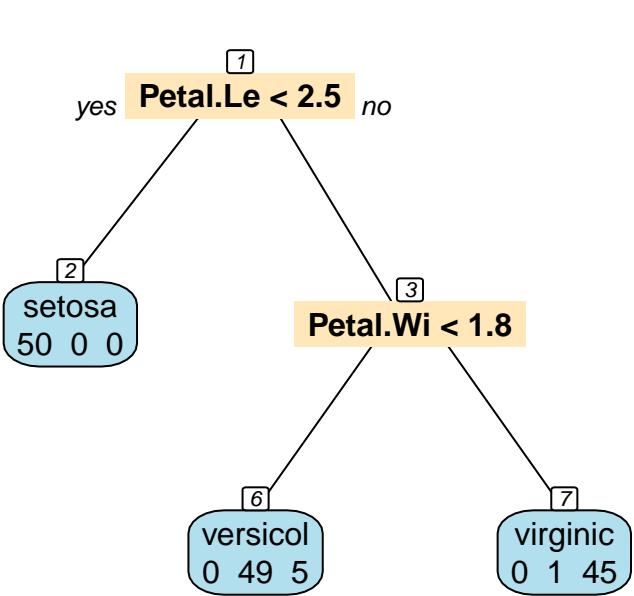 1
yes Petal.Le < 2.5 no
2
setosa
50 0 0
3
Petal.Wi < 1.8
6
versicol
0 49 5
7
virginic
0 1 45